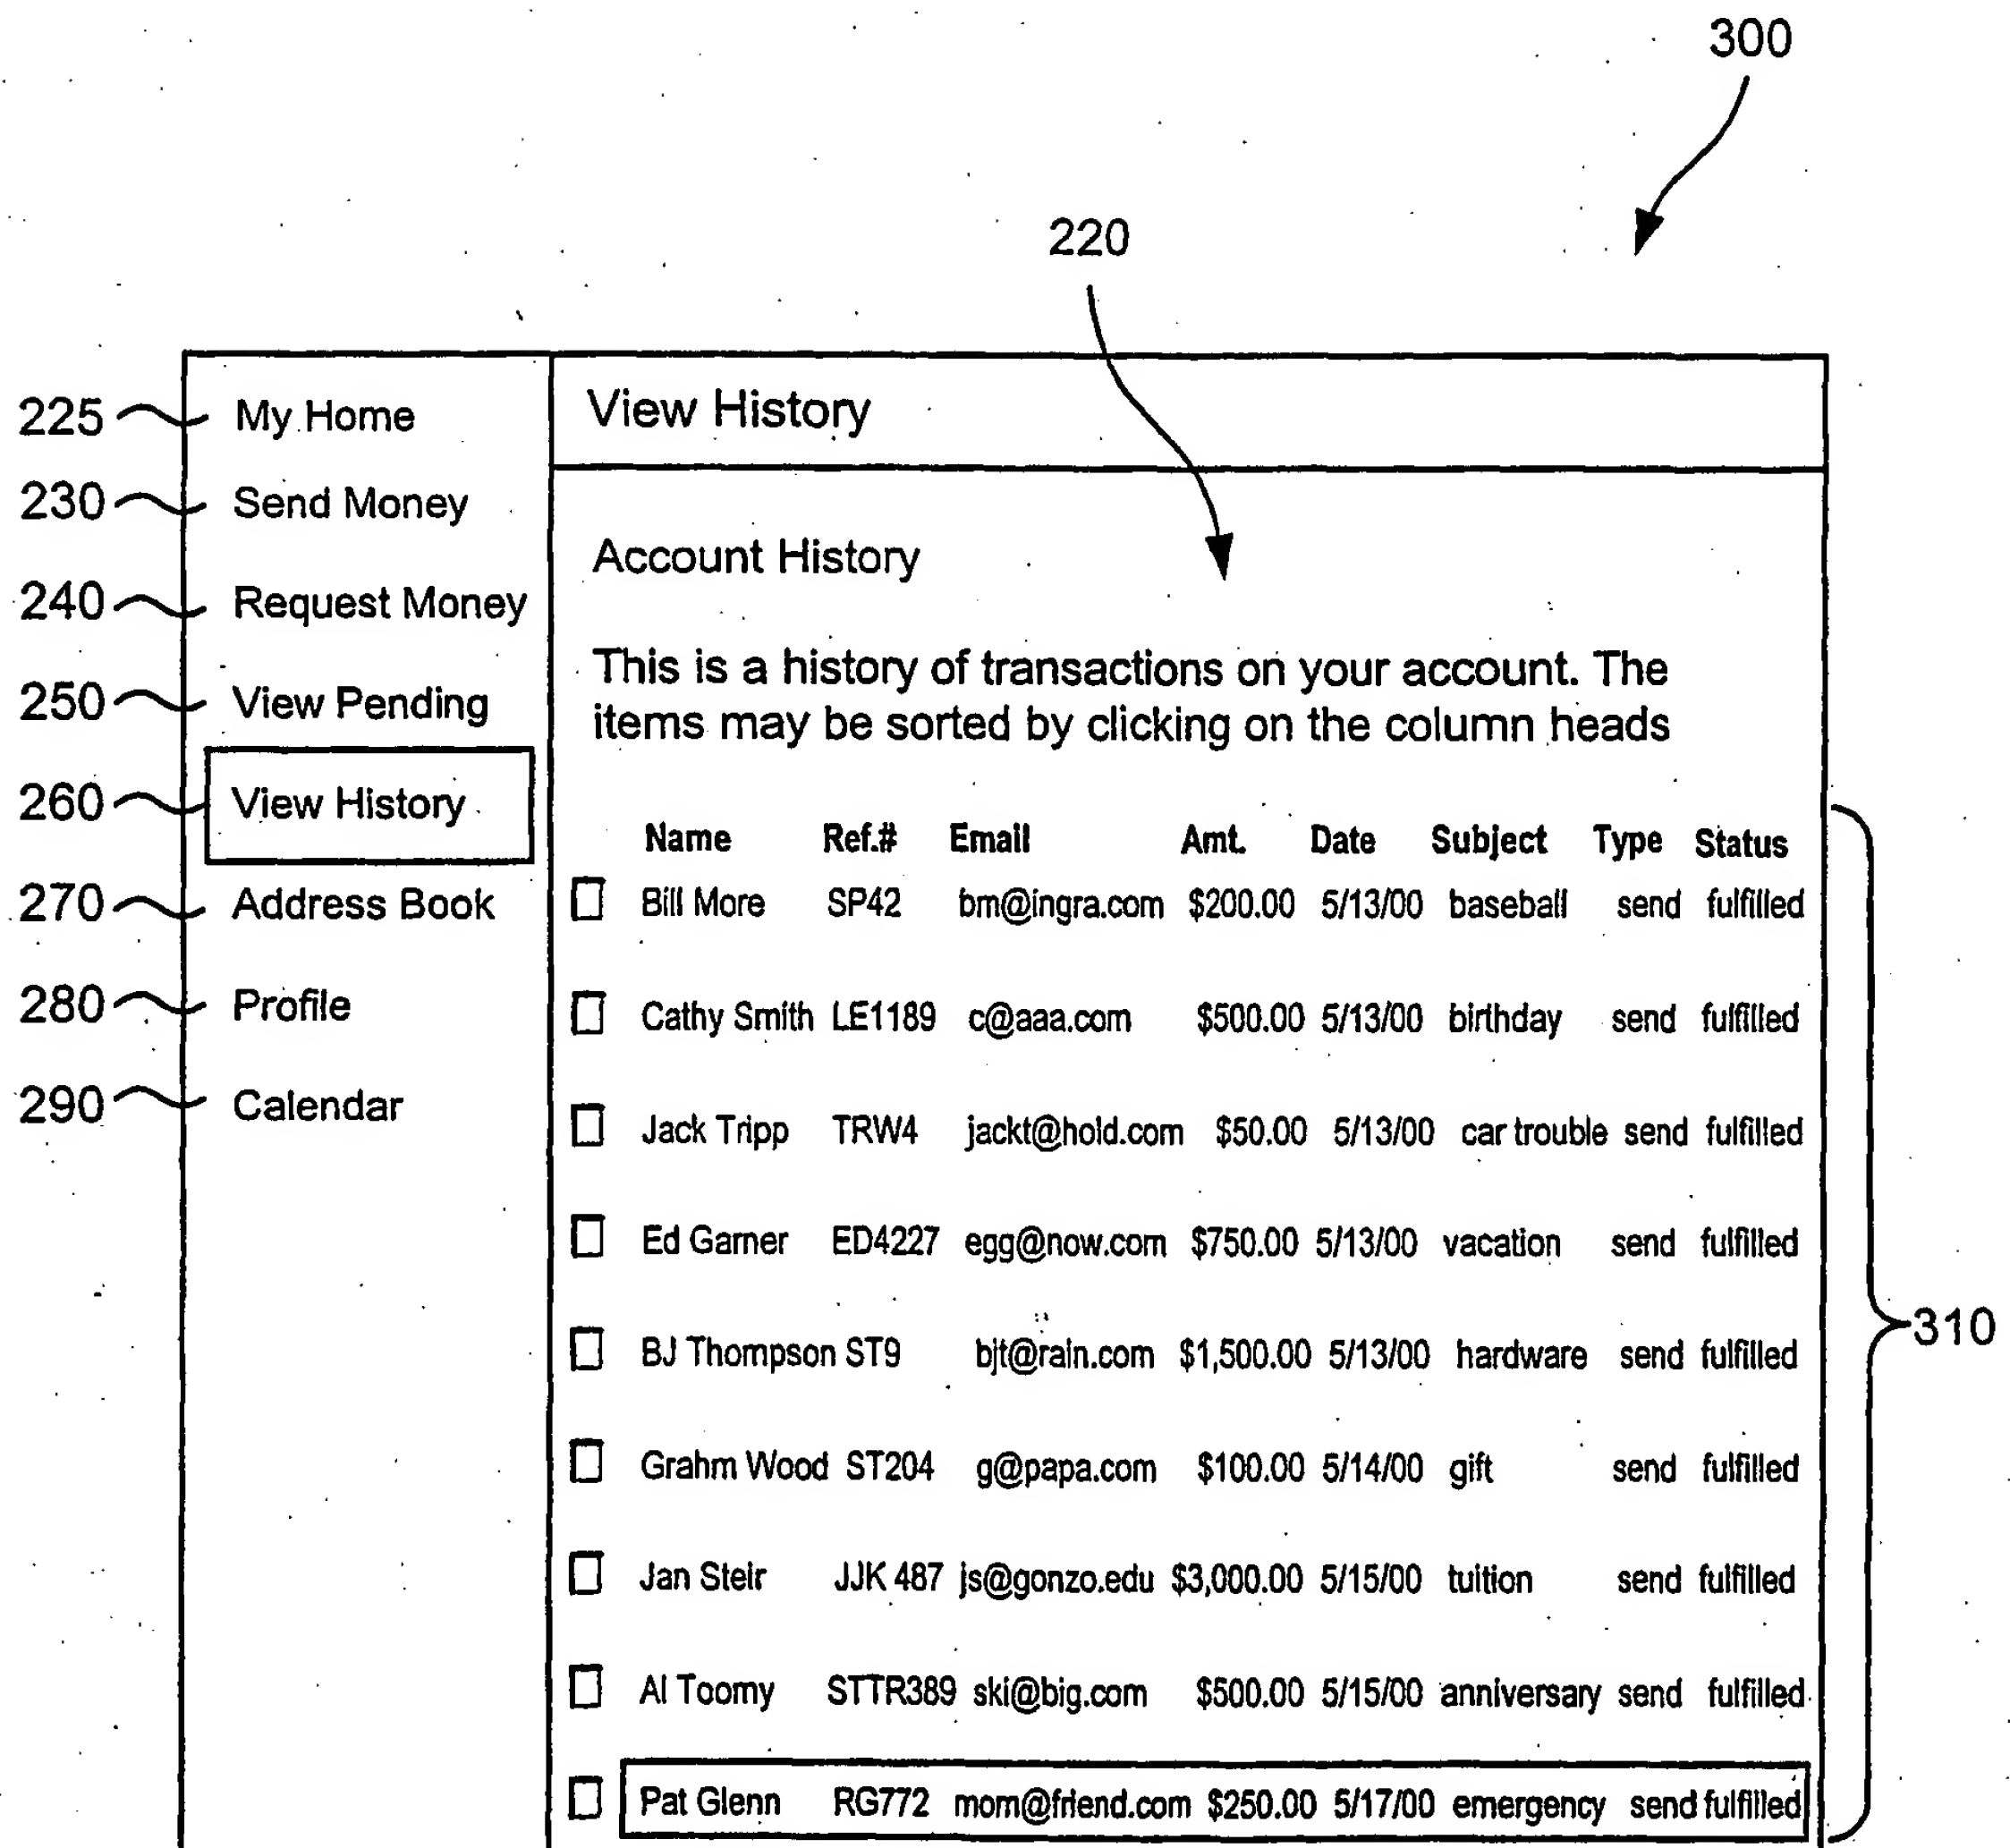 300
220
225 My Home
230 Send Money
240 Request Money
250 View Pending
260 View History
270 Address Book
280 Profile
290 Calendar
View History
Account History
This is a history of transactions on your account. The
items may be sorted by clicking on the column heads
Name Ref.# Email Amt. Date Subject Type Status
Bill More SP42 bm@ingra.com $200.00 5/13/00 baseball send fulfilled
Cathy Smith LE1189 c@aaa.com $500.00 5/13/00 birthday send fulfilled
Jack Tripp TRW4 jackt@hold.com $50.00 5/13/00 car trouble send fulfilled
Ed Garner ED4227 egg@now.com $750.00 5/13/00 vacation send fulfilled
BJ Thompson ST9 bjt@rain.com $1,500.00 5/13/00 hardware send fulfilled
Grahm Wood ST204 g@papa.com $100.00 5/14/00 gift send fulfilled
Jan Steir JJK 487 js@gonzo.edu $3,000.00 5/15/00 tuition send fulfilled
Al Toomy STTR389 ski@big.com $500.00 5/15/00 anniversary send fulfilled
Pat Glenn RG772 mom@friend.com $250.00 5/17/00 emergency send fulfilled
310